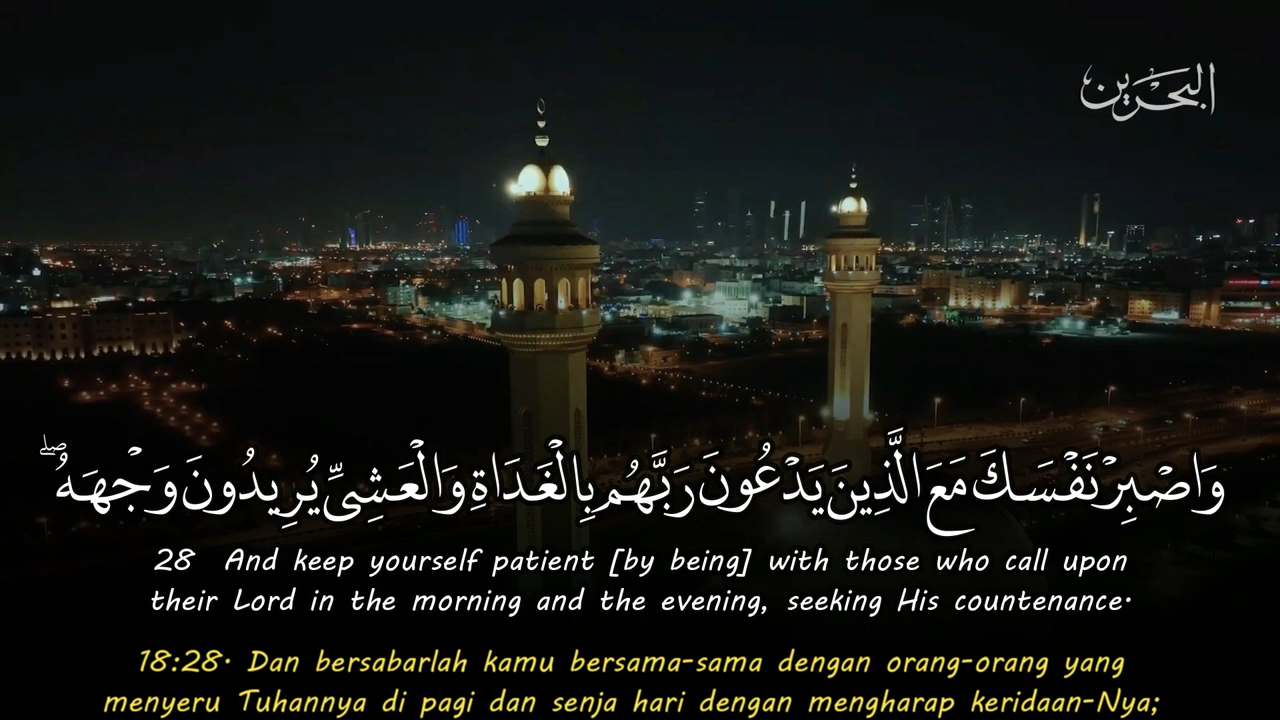 البحرين
وَاصْبِرْ نَفْسَكَ مَعَ الَّذِينَ يَدْعُونَ رَبَّهُم بِالْغَدَاةِ وَالْعَشِيِّ يُرِيدُونَ وَجْهَهُ ۖ
28 And keep yourself patient [by being] with those who call upon
their Lord in the morning and the evening, seeking His countenance.
18:28. Dan bersabarlah kamu bersama-sama dengan orang-orang yang
menyeru Tuhannya di pagi dan senja hari dengan mengharap keridaan-Nya;